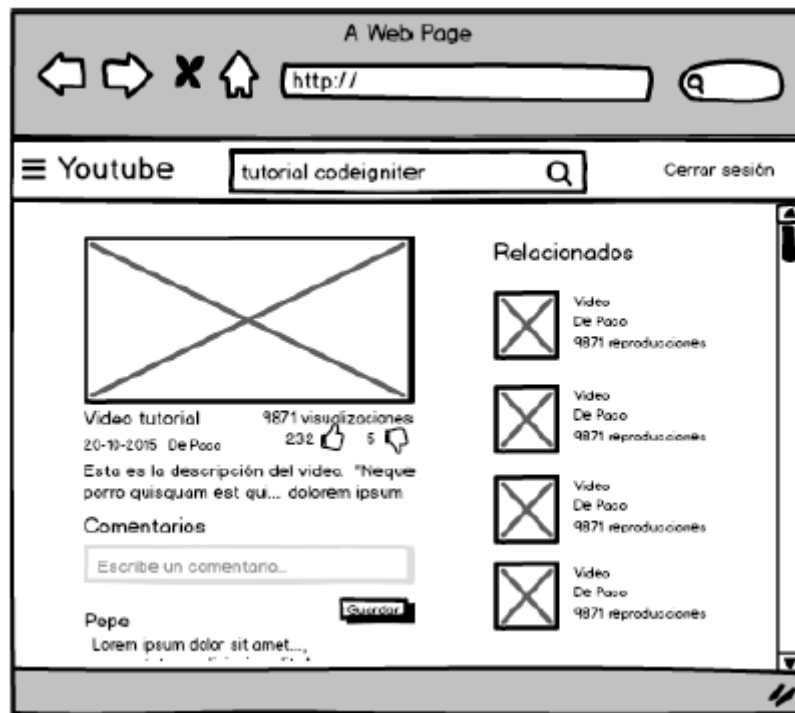 A Web Page
http://
Youtube
tutorial codeigniter
Cerrar sesión
Video tutorial
9871 visualizaciones
20-10-2015 De Paco
232
5
Esta es la descripción del video. "Neque
porro quisquam est qui... dolorem ipsum
Comentarios
Escribe un comentario...
Guardar
Pepe
Lorem ipsum dolor sit amet...,
Relacionados
Video
De Paco
9871 reproducciones
Video
De Paco
9871 reproducciones
Video
De Paco
9871 reproducciones
Video
De Paco
9871 reproducciones